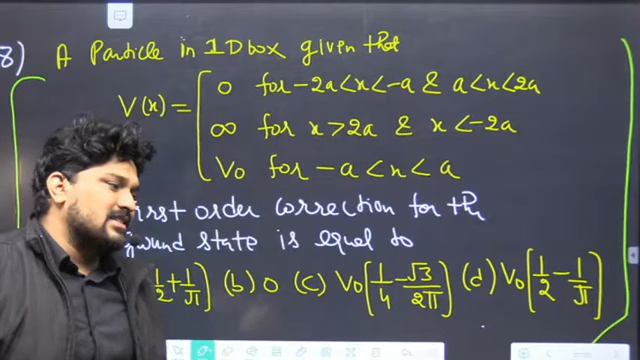 8) A Particle in 1D box given that
V(x) = { 0 for -2a<x<-a & a<x<2a
∞ for x>2a & x<-2a
V0 for -a<x<a
first order correction for the
ground state is equal to
1/2 + 1/π] (b) 0 (c) V0[1/4 - √3/2π] (d) V0[1/2 - 1/π]